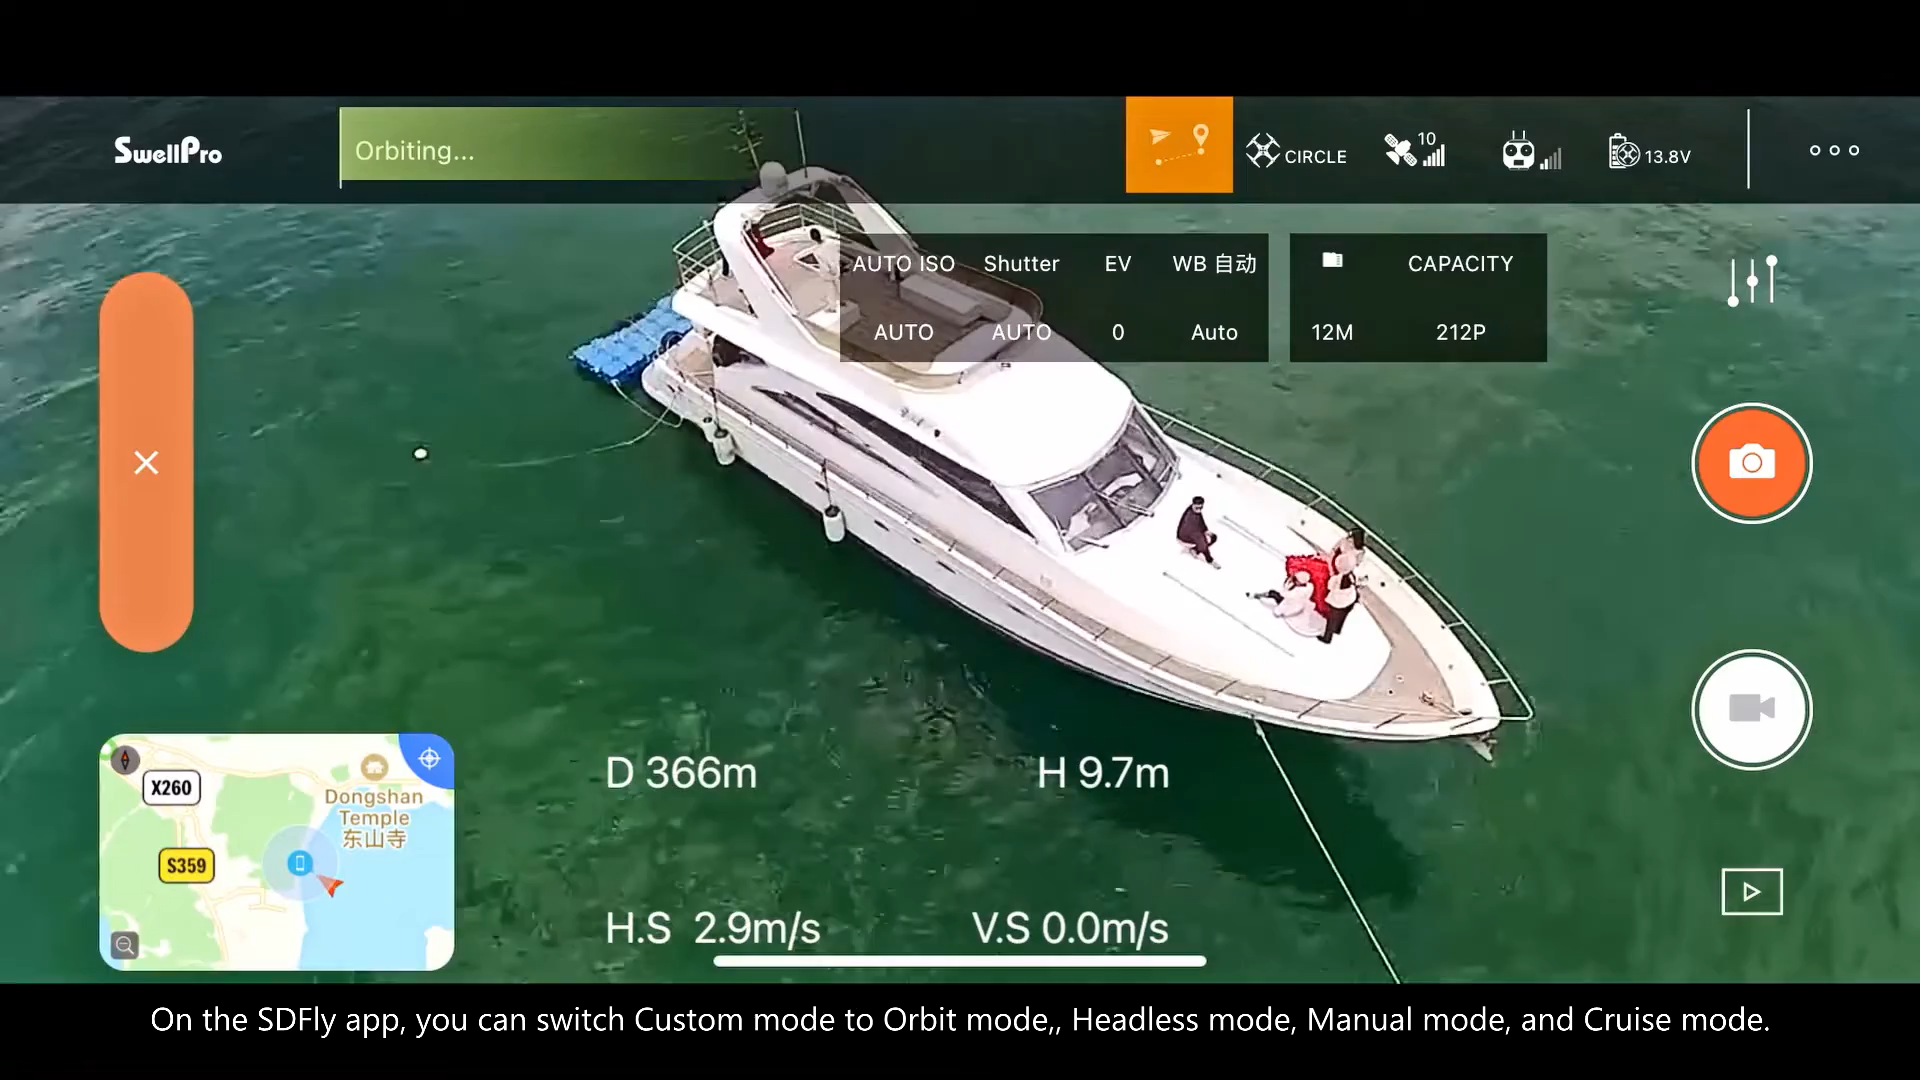 SwellPro
Orbiting...
CIRCLE
10
13.8V
AUTO ISO Shutter EV WB 自动
AUTO AUTO 0 Auto
CAPACITY
12M 212P
X260
Dongshan
Temple
东山寺
S359
D 366m H 9.7m
H.S 2.9m/s V.S 0.0m/s
On the SDFly app, you can switch Custom mode to Orbit mode,, Headless mode, Manual mode, and Cruise mode.